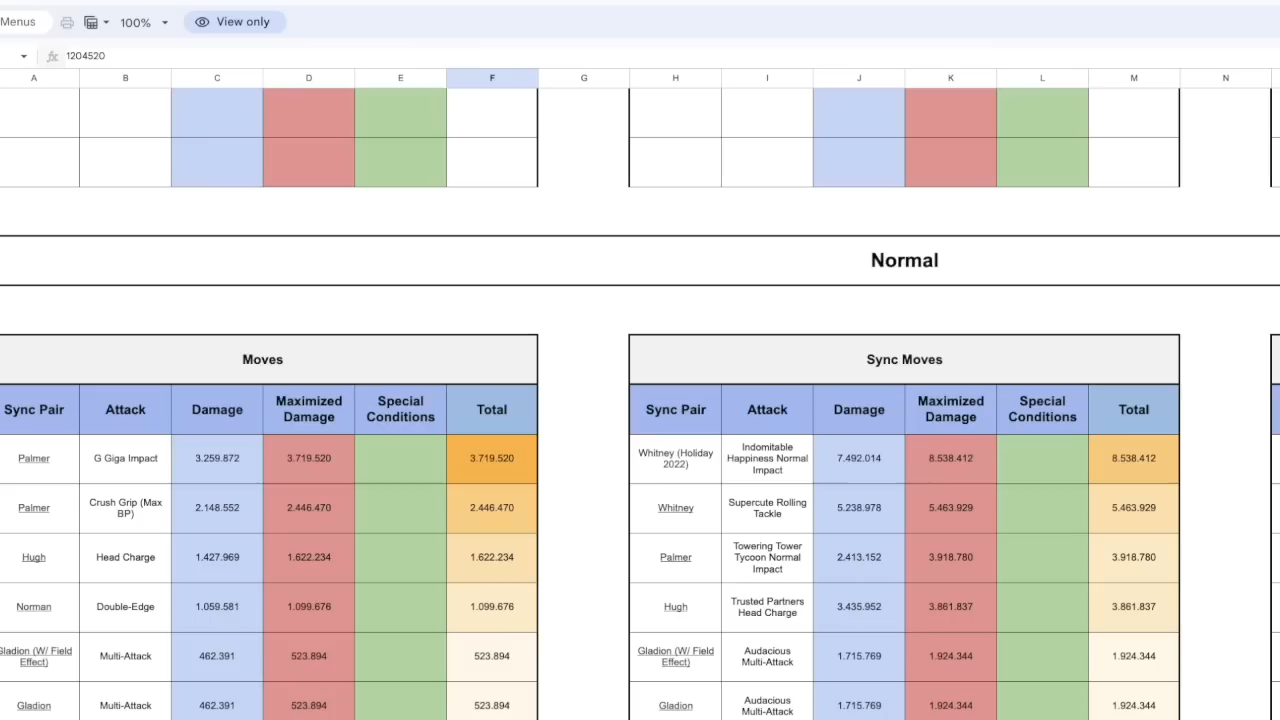 Menus 100% View only
fx 1204520
A B C D E F G H I J K L M N
Normal
Moves Sync Moves
Sync Pair Attack Damage Maximized Damage Special Conditions Total Sync Pair Attack Damage Maximized Damage Special Conditions Total
Palmer G Giga Impact 3.259.872 3.719.520 3.719.520 Whitney (Holiday 2022) Indomitable Happiness Normal Impact 7.492.014 8.538.412 8.538.412
Palmer Crush Grip (Max BP) 2.148.552 2.446.470 2.446.470 Whitney Supercute Rolling Tackle 5.238.978 5.463.929 5.463.929
Hugh Head Charge 1.427.969 1.622.234 1.622.234 Palmer Towering Tower Tycoon Normal Impact 2.413.152 3.918.780 3.918.780
Norman Double-Edge 1.059.581 1.099.676 1.099.676 Hugh Trusted Partners Head Charge 3.435.952 3.861.837 3.861.837
Gladion (W/ Field Effect) Multi-Attack 462.391 523.894 523.894 Gladion (W/ Field Effect) Audacious Multi-Attack 1.715.769 1.924.344 1.924.344
Gladion Multi-Attack 462.391 523.894 523.894 Gladion Audacious Multi-Attack 1.715.769 1.924.344 1.924.344